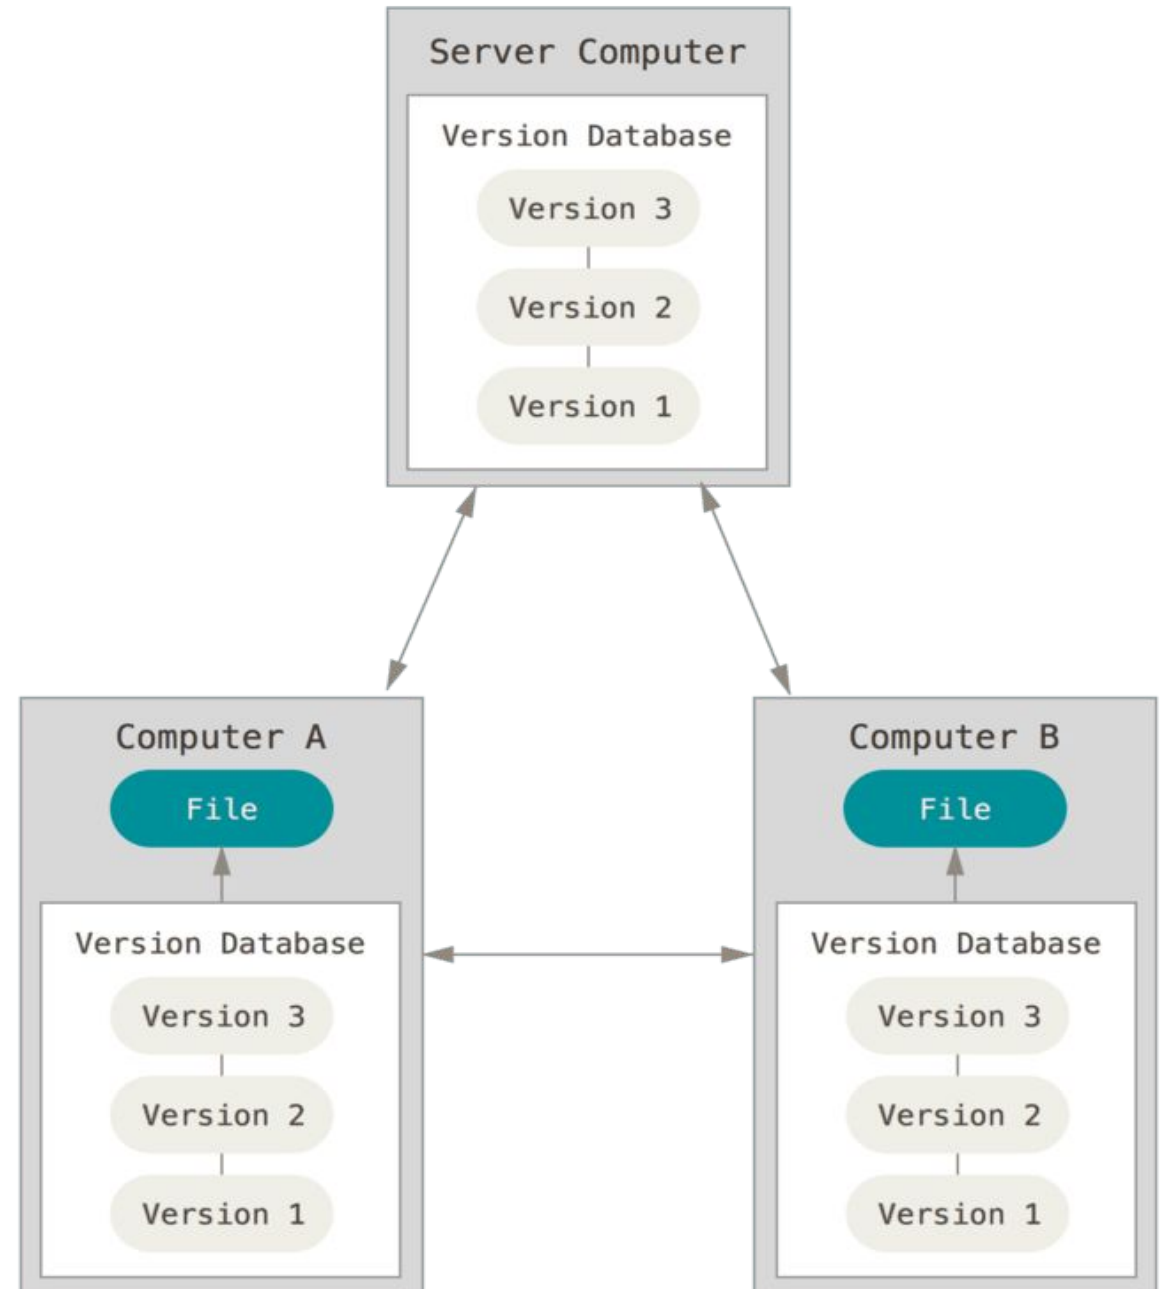 Server Computer
Version Database
Version 3
Version 2
Version 1
Computer A
File
Version Database
Version 3
Version 2
Version 1
Computer B
File
Version Database
Version 3
Version 2
Version 1